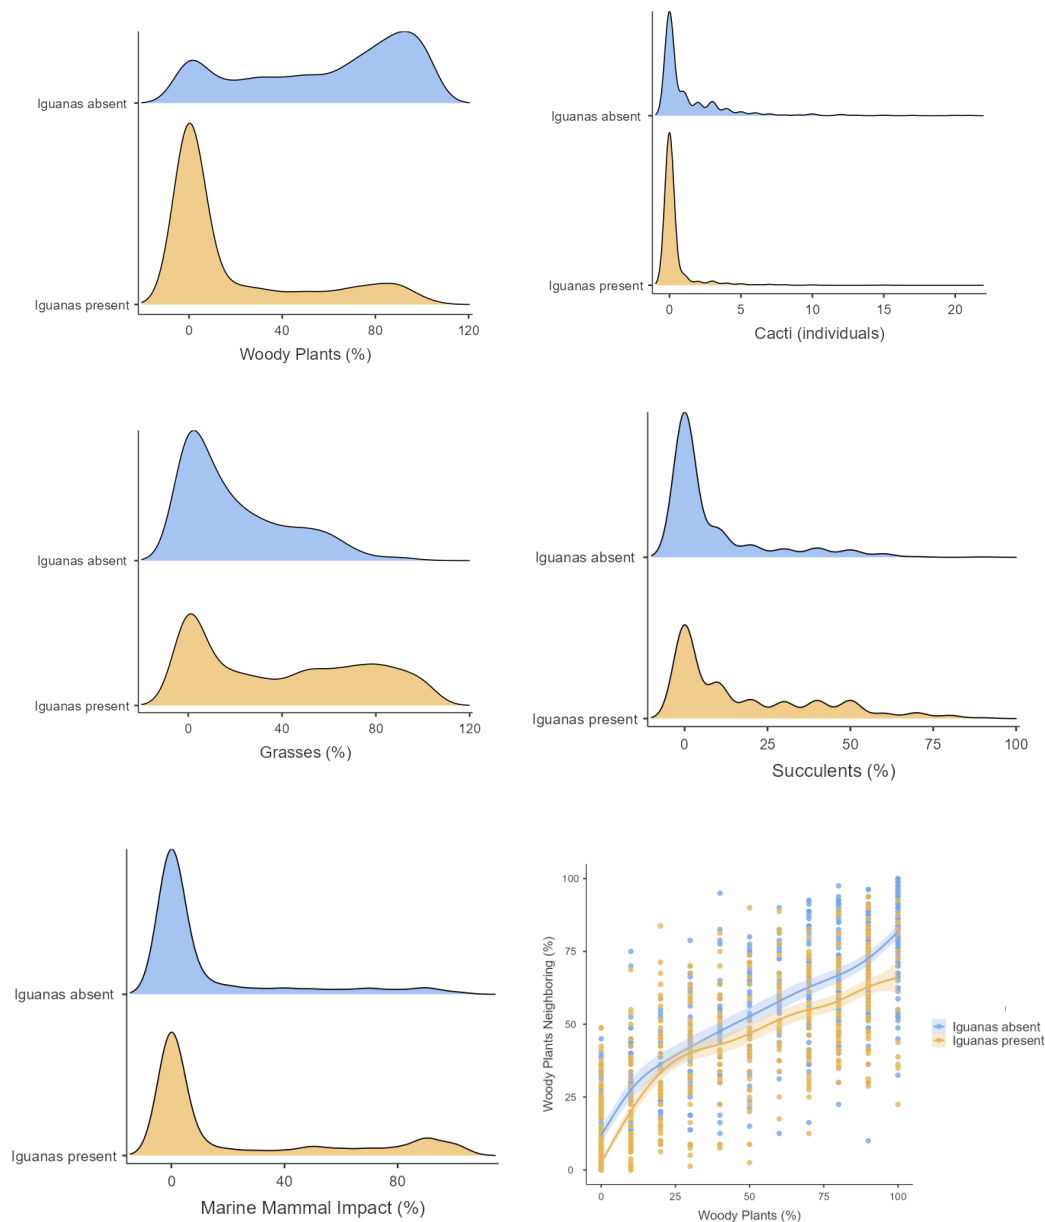 Iguanas absent
Iguanas present
0 40 80 120
Woody Plants (%)
Iguanas absent
Iguanas present
0 5 10 15 20
Cacti (individuals)
Iguanas absent
Iguanas present
0 40 80 120
Grasses (%)
Iguanas absent
Iguanas present
0 25 50 75 100
Succulents (%)
Iguanas absent
Iguanas present
0 40 80
Marine Mammal Impact (%)
Woody Plants Neighboring (%)
100
75
50
25
0
0 25 50 75 100
Woody Plants (%)
Iguanas absent
Iguanas present